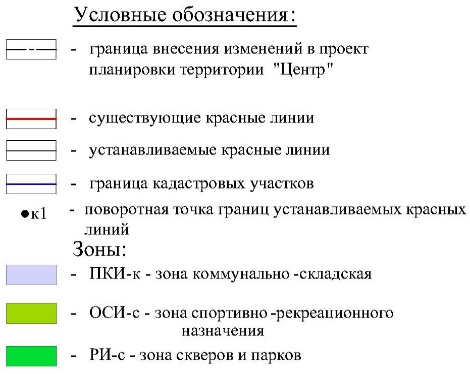 Условные обозначения:
- граница внесения изменений в проект
планировки территории "Центр"
- существующие красные линии
- устанавливаемые красные линии
- граница кадастровых участков
к1 - поворотная точка границ устанавливаемых красных
линий
Зоны:
- ПКИ-к - зона коммунально -складская
- ОСИ-с - зона спортивно -рекреационного
назначения
- РИ-с - зона скверов и парков